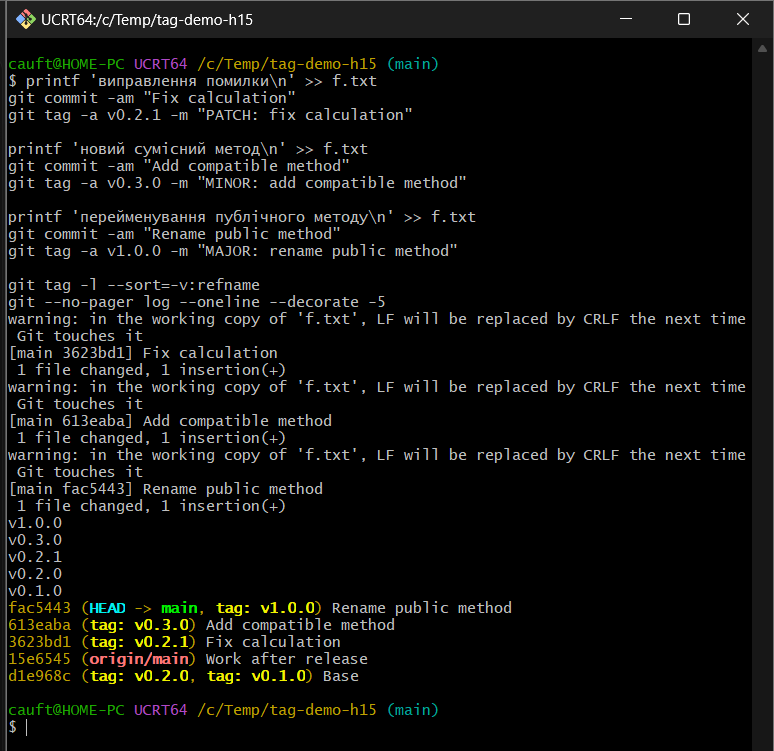 UCRT64:/c/Temp/tag-demo-h15
cauft@HOME-PC UCRT64 /c/Temp/tag-demo-h15 (main)
$ printf 'виправлення помилки\n' >> f.txt
git commit -am "Fix calculation"
git tag -a v0.2.1 -m "PATCH: fix calculation"
printf 'новий сумісний метод\n' >> f.txt
git commit -am "Add compatible method"
git tag -a v0.3.0 -m "MINOR: add compatible method"
printf 'перейменування публічного методу\n' >> f.txt
git commit -am "Rename public method"
git tag -a v1.0.0 -m "MAJOR: rename public method"
git tag -l --sort=-v:refname
git --no-pager log --oneline --decorate -5
warning: in the working copy of 'f.txt', LF will be replaced by CRLF the next time
Git touches it
[main 3623bd1] Fix calculation
1 file changed, 1 insertion(+)
warning: in the working copy of 'f.txt', LF will be replaced by CRLF the next time
Git touches it
[main 613eaba] Add compatible method
1 file changed, 1 insertion(+)
warning: in the working copy of 'f.txt', LF will be replaced by CRLF the next time
Git touches it
[main fac5443] Rename public method
1 file changed, 1 insertion(+)
v1.0.0
v0.3.0
v0.2.1
v0.2.0
v0.1.0
fac5443 (HEAD -> main, tag: v1.0.0) Rename public method
613eaba (tag: v0.3.0) Add compatible method
3623bd1 (tag: v0.2.1) Fix calculation
15e6545 (origin/main) Work after release
d1e968c (tag: v0.2.0, tag: v0.1.0) Base
cauft@HOME-PC UCRT64 /c/Temp/tag-demo-h15 (main)
$